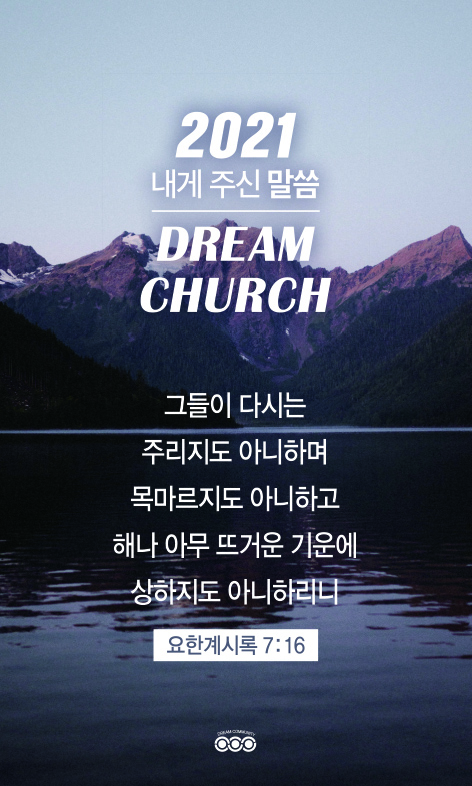 2021
내게 주신 말씀
DREAM
CHURCH
그들이 다시는
주리지도 아니하며
목마르지도 아니하고
해나 아무 뜨거운 기운에
상하지도 아니하리니
요한계시록 7:16
DREAM COMMUNITY